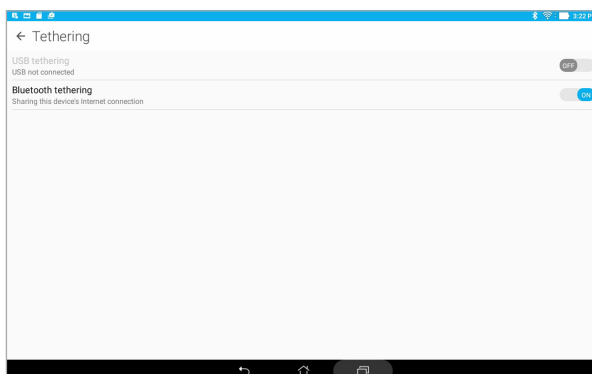 3:22 P
Tethering
USB tethering
USB not connected
OFF
Bluetooth tethering
Sharing this device's Internet connection
ON